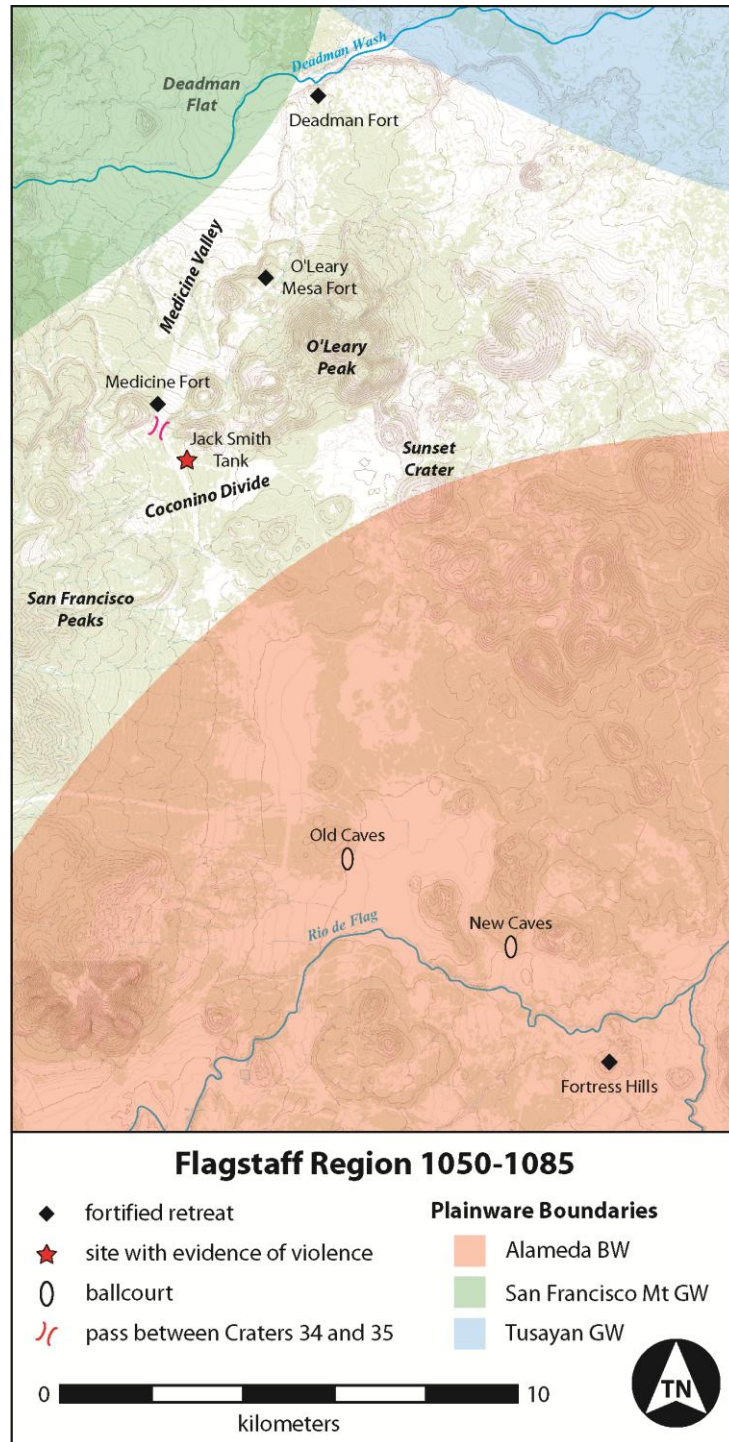 Deadman Wash
Deadman
Flat
Deadman Fort
Medicine Valley
O'Leary
Mesa Fort
O'Leary
Peak
Medicine Fort
Jack Smith
Tank
Sunset
Crater
Coconino Divide
San Francisco
Peaks
Old Caves
Rio de Flag
New Caves
Fortress Hills
Flagstaff Region 1050-1085
fortified retreat
site with evidence of violence
ballcourt
pass between Craters 34 and 35
Plainware Boundaries
Alameda BW
San Francisco Mt GW
Tusayan GW
0
10
kilometers
TN